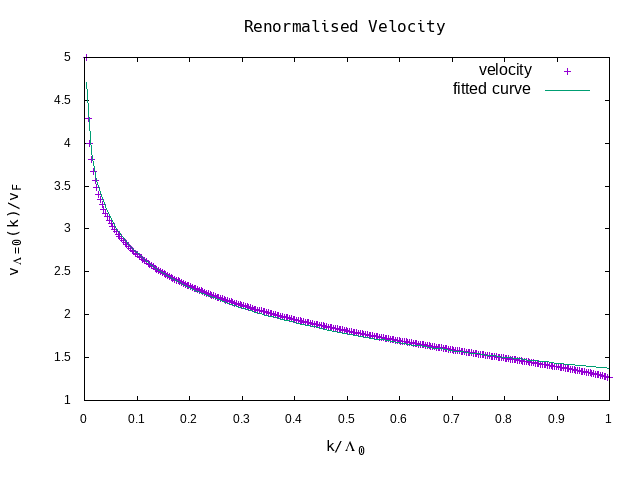 Renormalised Velocity
velocity
fitted curve
5
4.5
4
3.5
3
2.5
2
1.5
1
v_Λ=0(k)/v_F
0 0.1 0.2 0.3 0.4 0.5 0.6 0.7 0.8 0.9 1
k/Λ_0